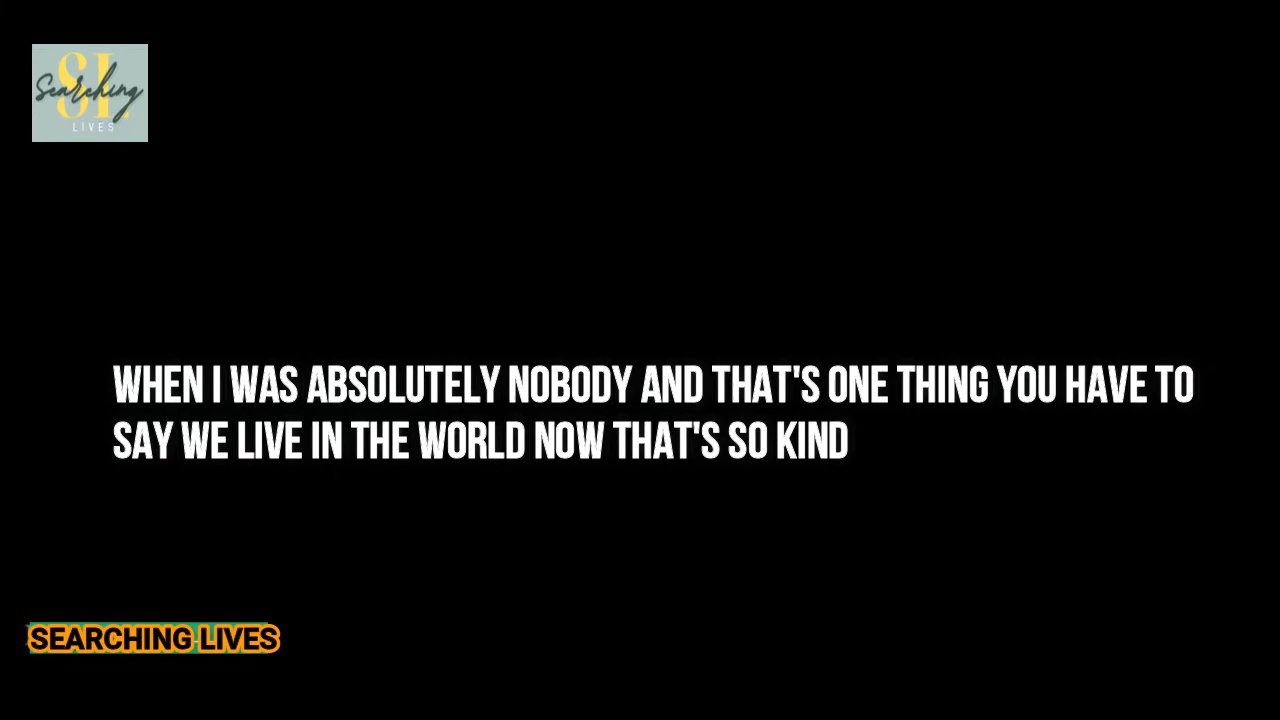 SL
Searching
LIVES
WHEN I WAS ABSOLUTELY NOBODY AND THAT'S ONE THING YOU HAVE TO
SAY WE LIVE IN THE WORLD NOW THAT'S SO KIND
SEARCHING LIVES